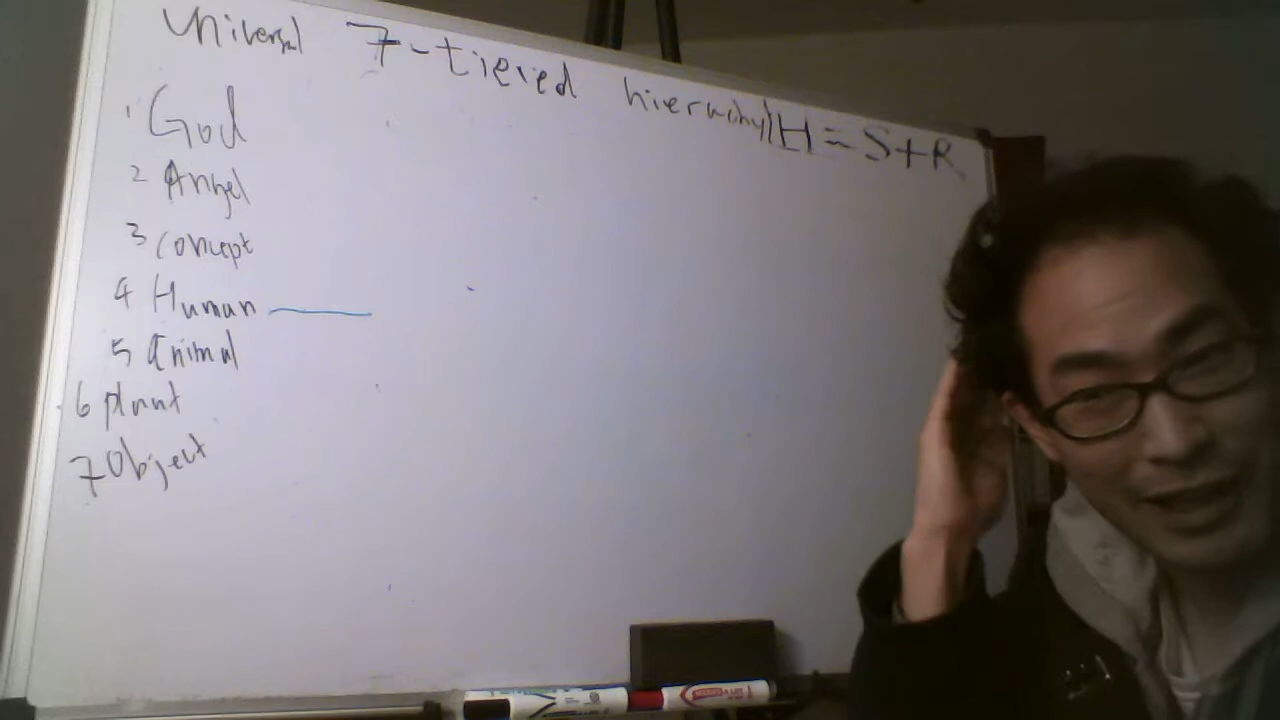 Universal 7-tiered hierarchy H = S+R
1 God
2 Angel
3 concept
4 Human
5 Animal
6 plant
7 Object